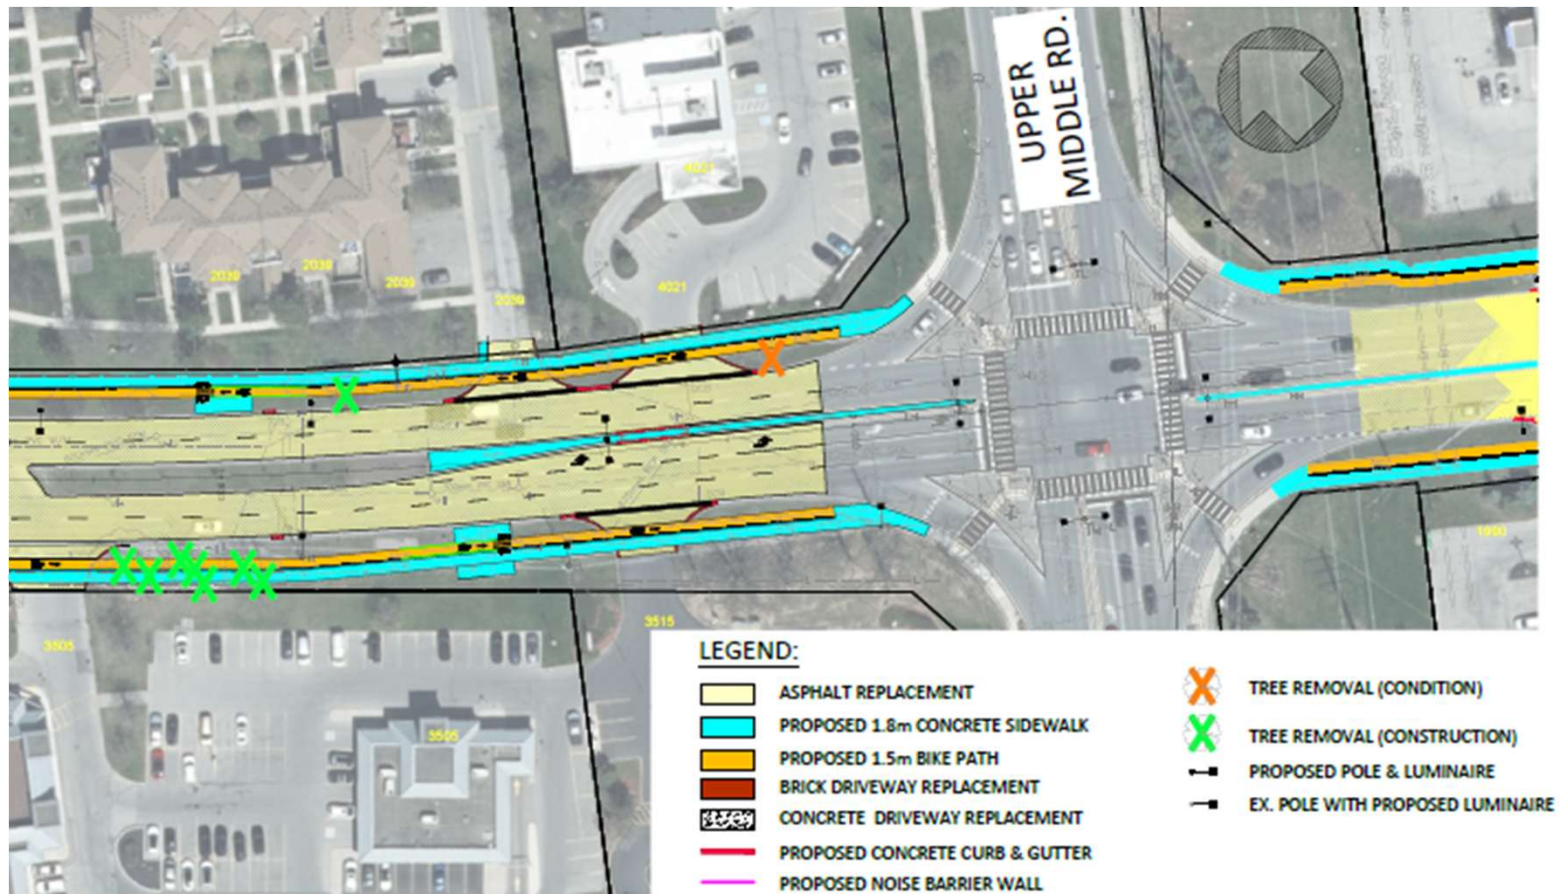 UPPER
MIDDLE RD.
4021
2039
2039
2039
2039
4021
1990
3505
3515
3505
LEGEND:
ASPHALT REPLACEMENT
PROPOSED 1.8m CONCRETE SIDEWALK
PROPOSED 1.5m BIKE PATH
BRICK DRIVEWAY REPLACEMENT
CONCRETE DRIVEWAY REPLACEMENT
PROPOSED CONCRETE CURB & GUTTER
PROPOSED NOISE BARRIER WALL
TREE REMOVAL (CONDITION)
TREE REMOVAL (CONSTRUCTION)
PROPOSED POLE & LUMINAIRE
EX. POLE WITH PROPOSED LUMINAIRE